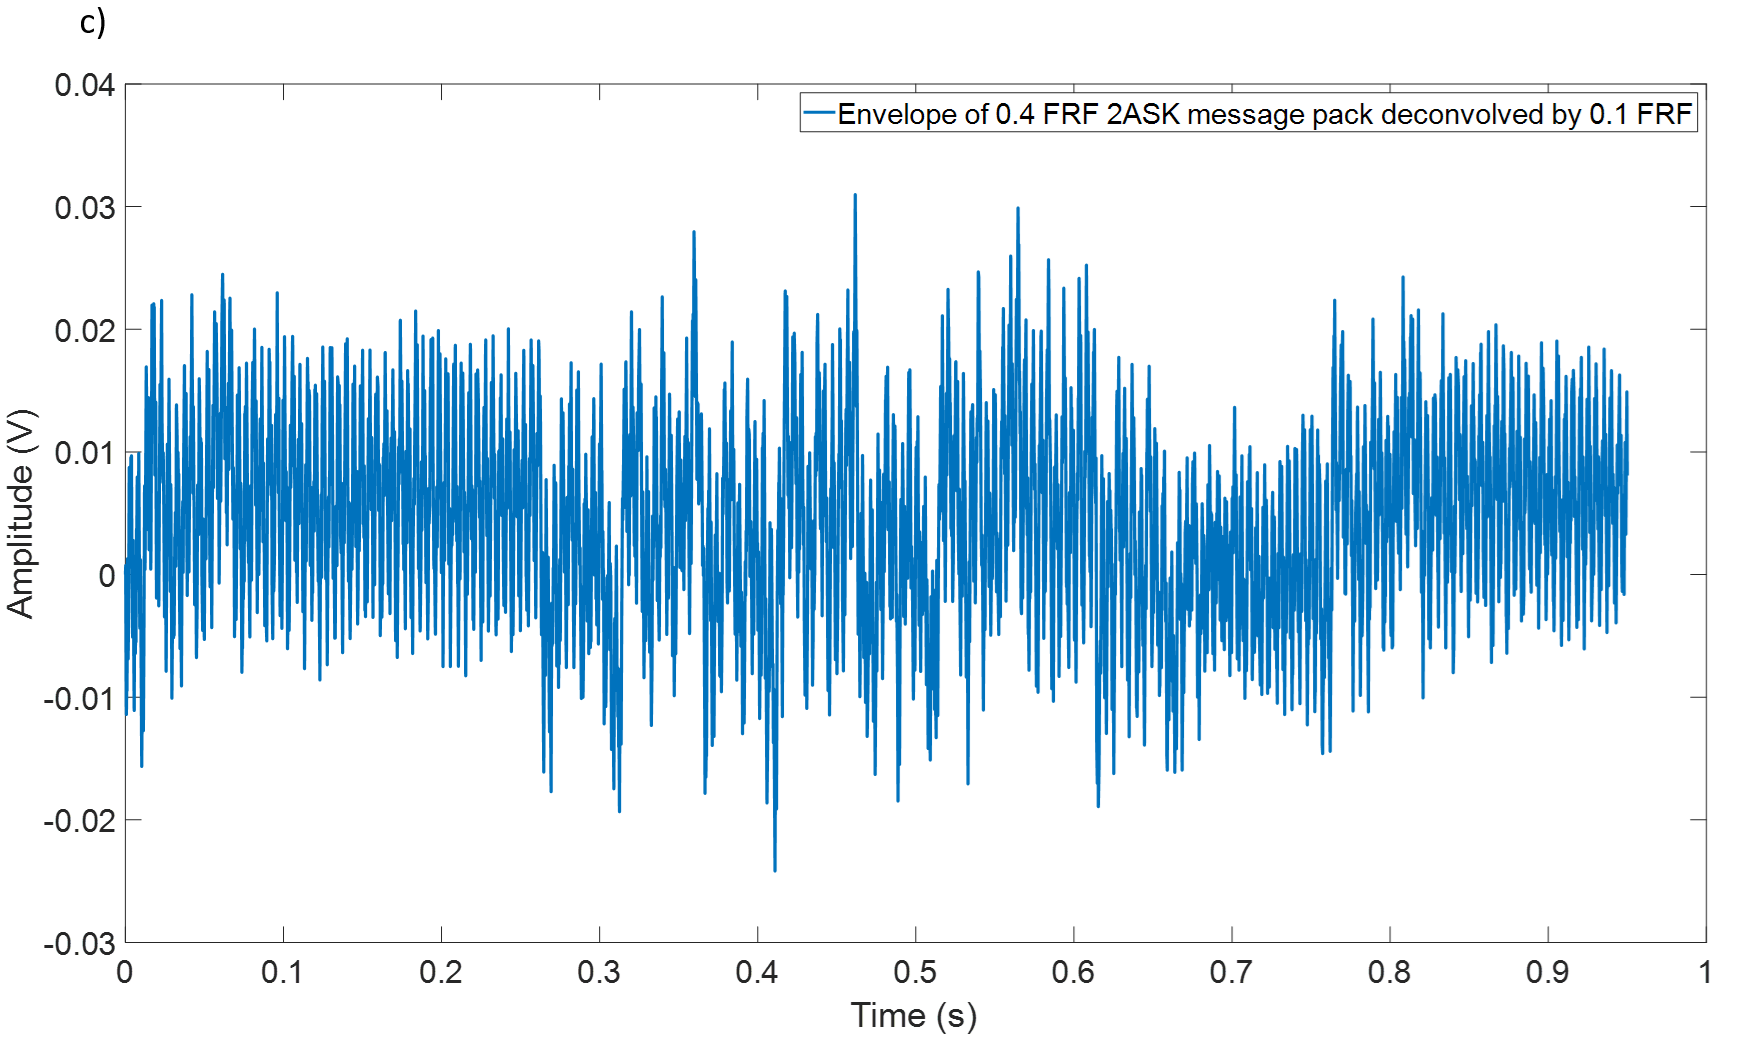 c)
0.04
Envelope of 0.4 FRF 2ASK message pack deconvolved by 0.1 FRF
0.03
0.02
0.01
0
-0.01
-0.02
-0.03
Amplitude (V)
0 0.1 0.2 0.3 0.4 0.5 0.6 0.7 0.8 0.9 1
Time (s)